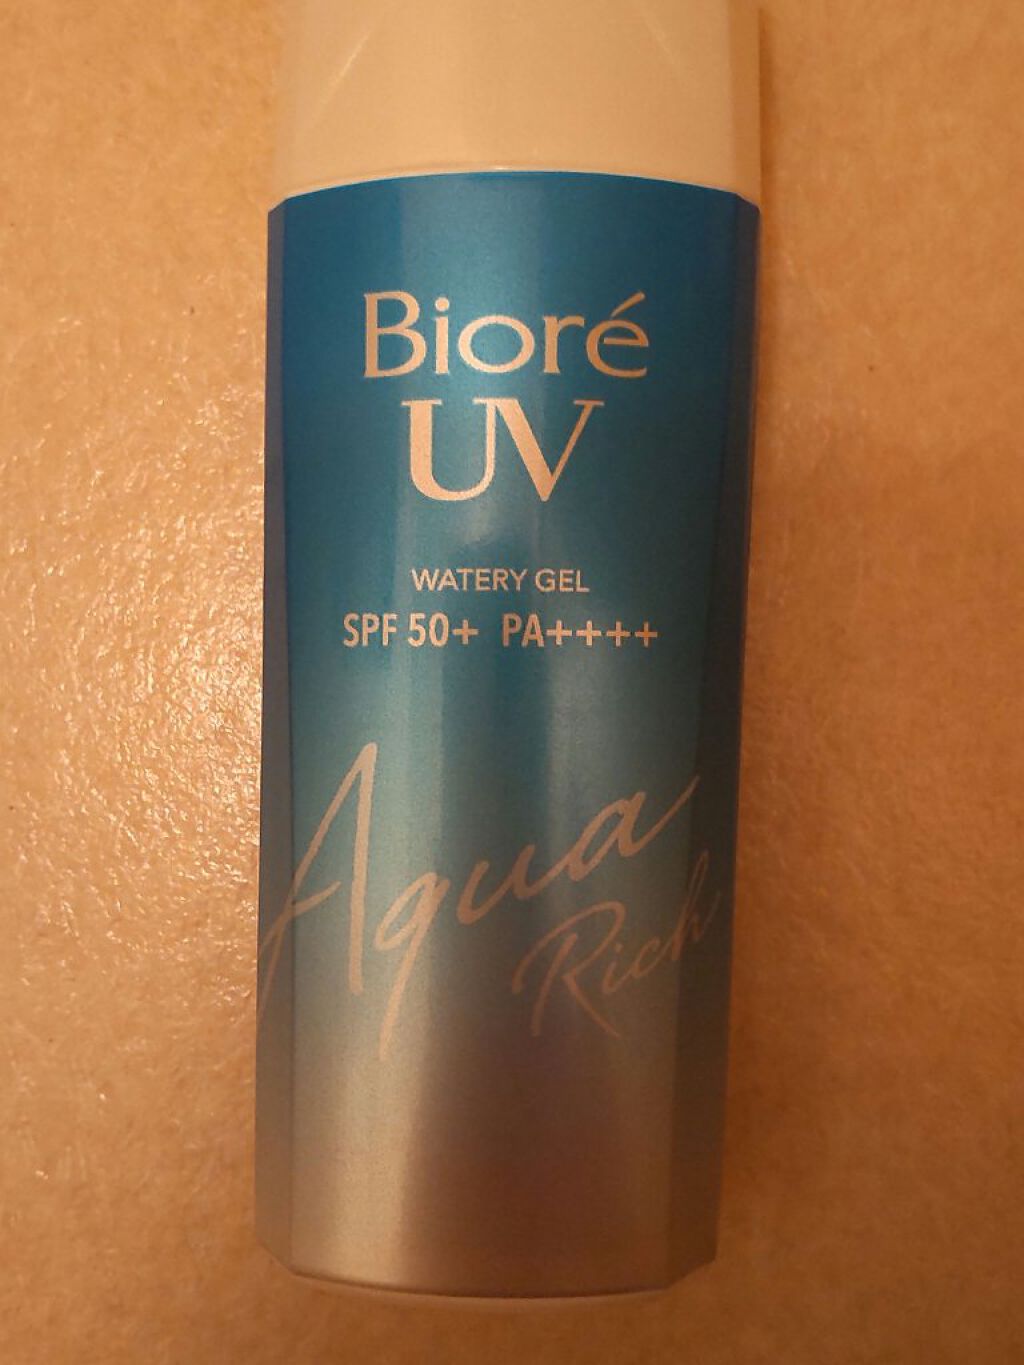 Bioré
UV
WATERY GEL
SPF 50+ PA++++
Aqua
Rich